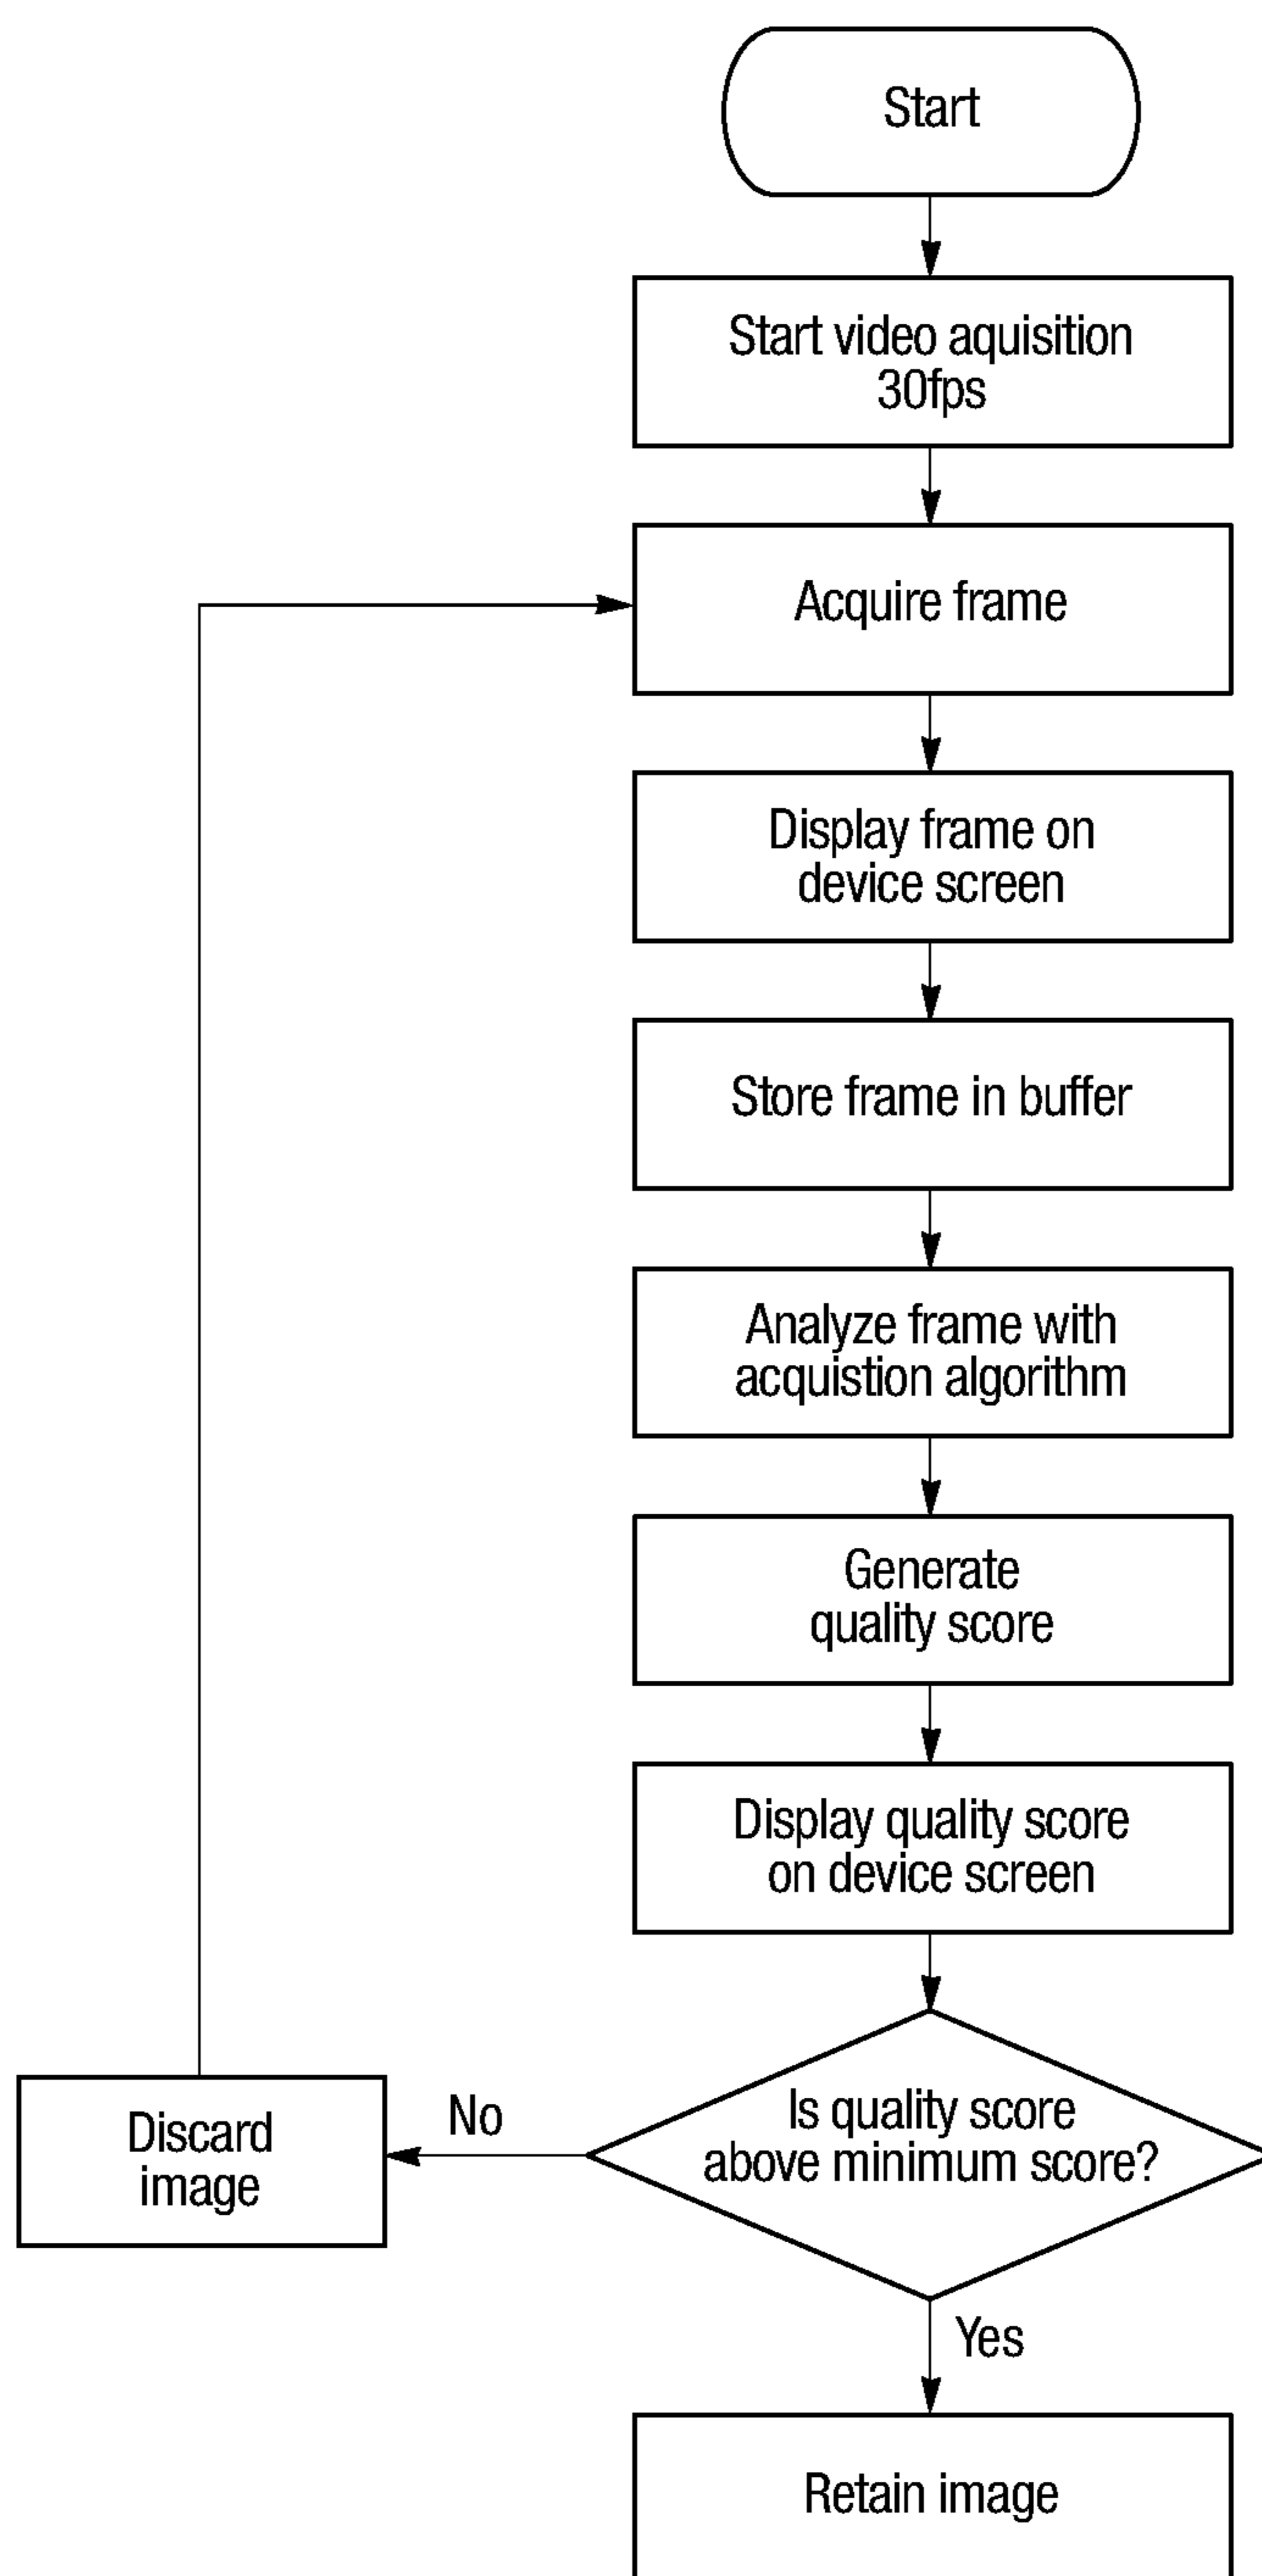 Start
Start video aquisition
30fps
Acquire frame
Display frame on
device screen
Store frame in buffer
Analyze frame with
acquistion algorithm
Generate
quality score
Display quality score
on device screen
Is quality score
above minimum score?
No
Discard
image
Yes
Retain image